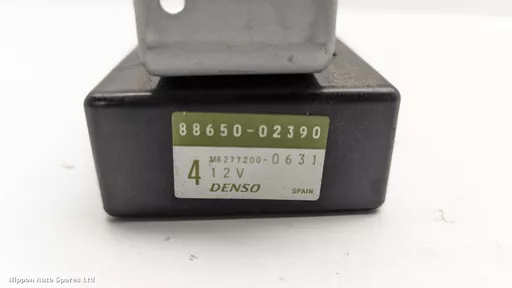 88650-02390
MB277200-0631
4 12V
DENSO
SPAIN
Nippon Auto Spares Ltd